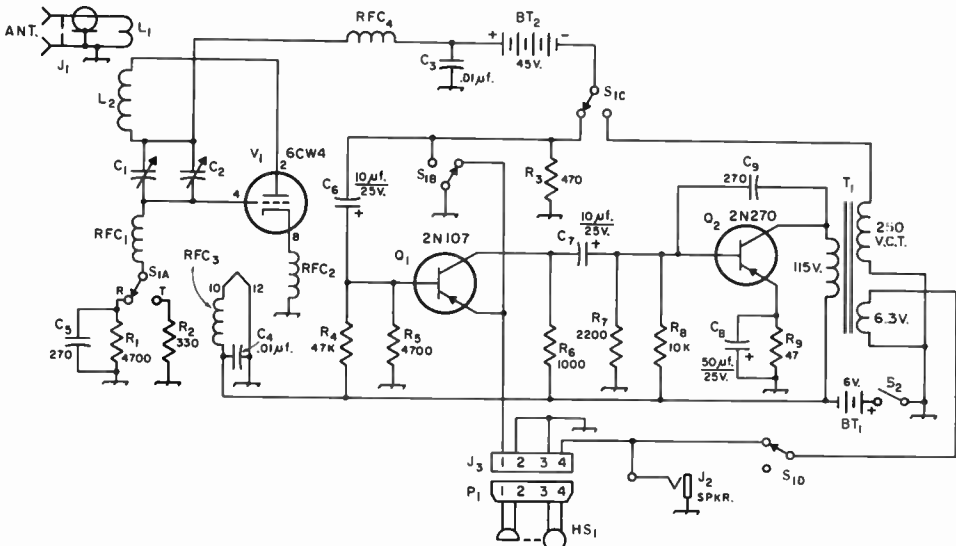 ANT.
J1
L1
L2
RFC4
C3
.01µf.
+ BT2 -
45V.
S1C
C1
C2
V1
6CW4
2
4
8
C6
10µf.
25V.
+
S1B
R3
470
C9
270
T1
250
V.C.T.
Q1
2N107
C7
10µf.
25V.
+
Q2
2N270
115V.
6.3V.
RFC1
RFC2
RFC3
10
12
S1A
R
T
C5
270
R1
4700
R2
330
C4
.01µf.
R4
47K
R5
4700
R6
1000
R7
2200
R8
10K
C8
50µf.
25V.
+
R9
47
6V.
+
BT1
S2
J3
1 2 3 4
P1
1 2 3 4
HS1
J2
SPKR.
S1D